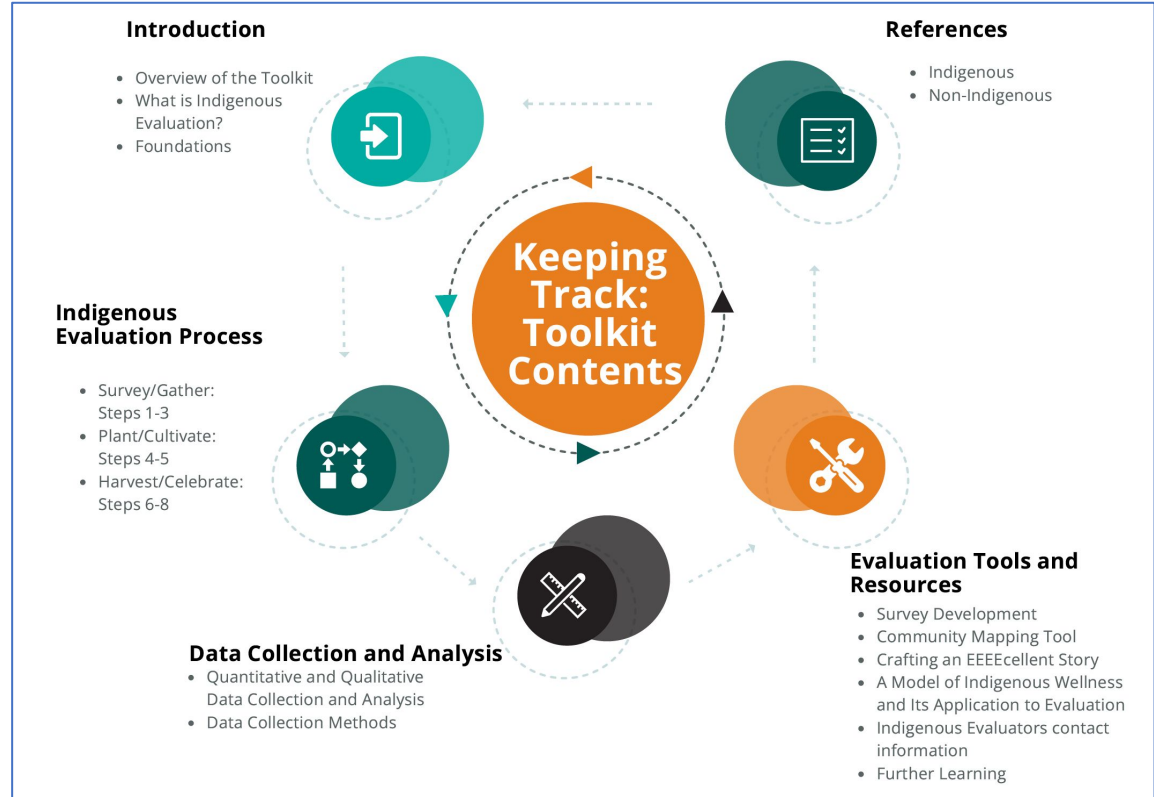 Introduction
• Overview of the Toolkit
• What is Indigenous
Evaluation?
• Foundations
References
• Indigenous
• Non-Indigenous
Keeping
Track:
Toolkit
Contents
Indigenous
Evaluation Process
• Survey/Gather:
Steps 1-3
• Plant/Cultivate:
Steps 4-5
• Harvest/Celebrate:
Steps 6-8
Data Collection and Analysis
• Quantitative and Qualitative
Data Collection and Analysis
• Data Collection Methods
Evaluation Tools and
Resources
• Survey Development
• Community Mapping Tool
• Crafting an EEEEcellent Story
• A Model of Indigenous Wellness
and Its Application to Evaluation
• Indigenous Evaluators contact
information
• Further Learning